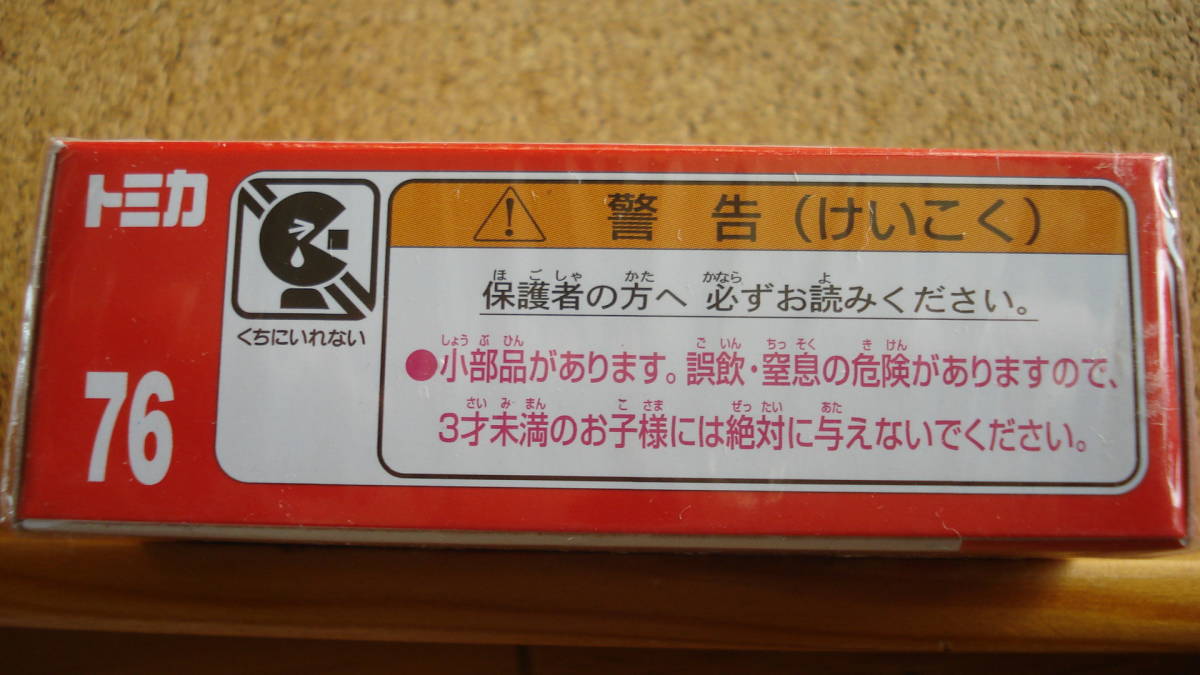 トミカ
76
くちにいれない
警告(けいこく)
ほごしゃ かた かなら よ
保護者の方へ 必ずお読みください。
しょうぶひん ごいん ちっそく きけん
●小部品があります。誤飲・窒息の危険がありますので、
さいみまん こさま ぜったい あた
3才未満のお子様には絶対に与えないでください。